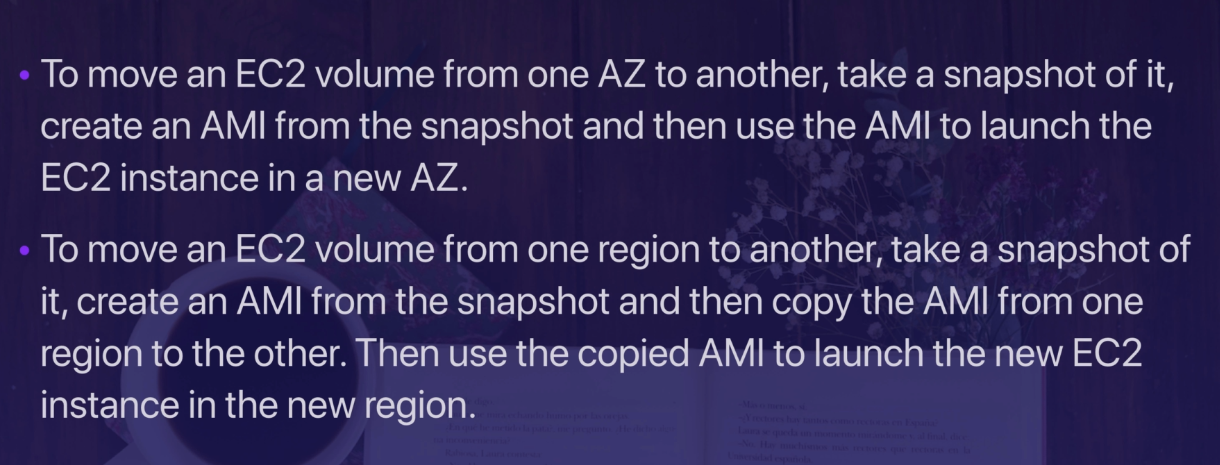 • To move an EC2 volume from one AZ to another, take a snapshot of it,
create an AMI from the snapshot and then use the AMI to launch the
EC2 instance in a new AZ.
• To move an EC2 volume from one region to another, take a snapshot of
it, create an AMI from the snapshot and then copy the AMI from one
region to the other. Then use the copied AMI to launch the new EC2
instance in the new region.